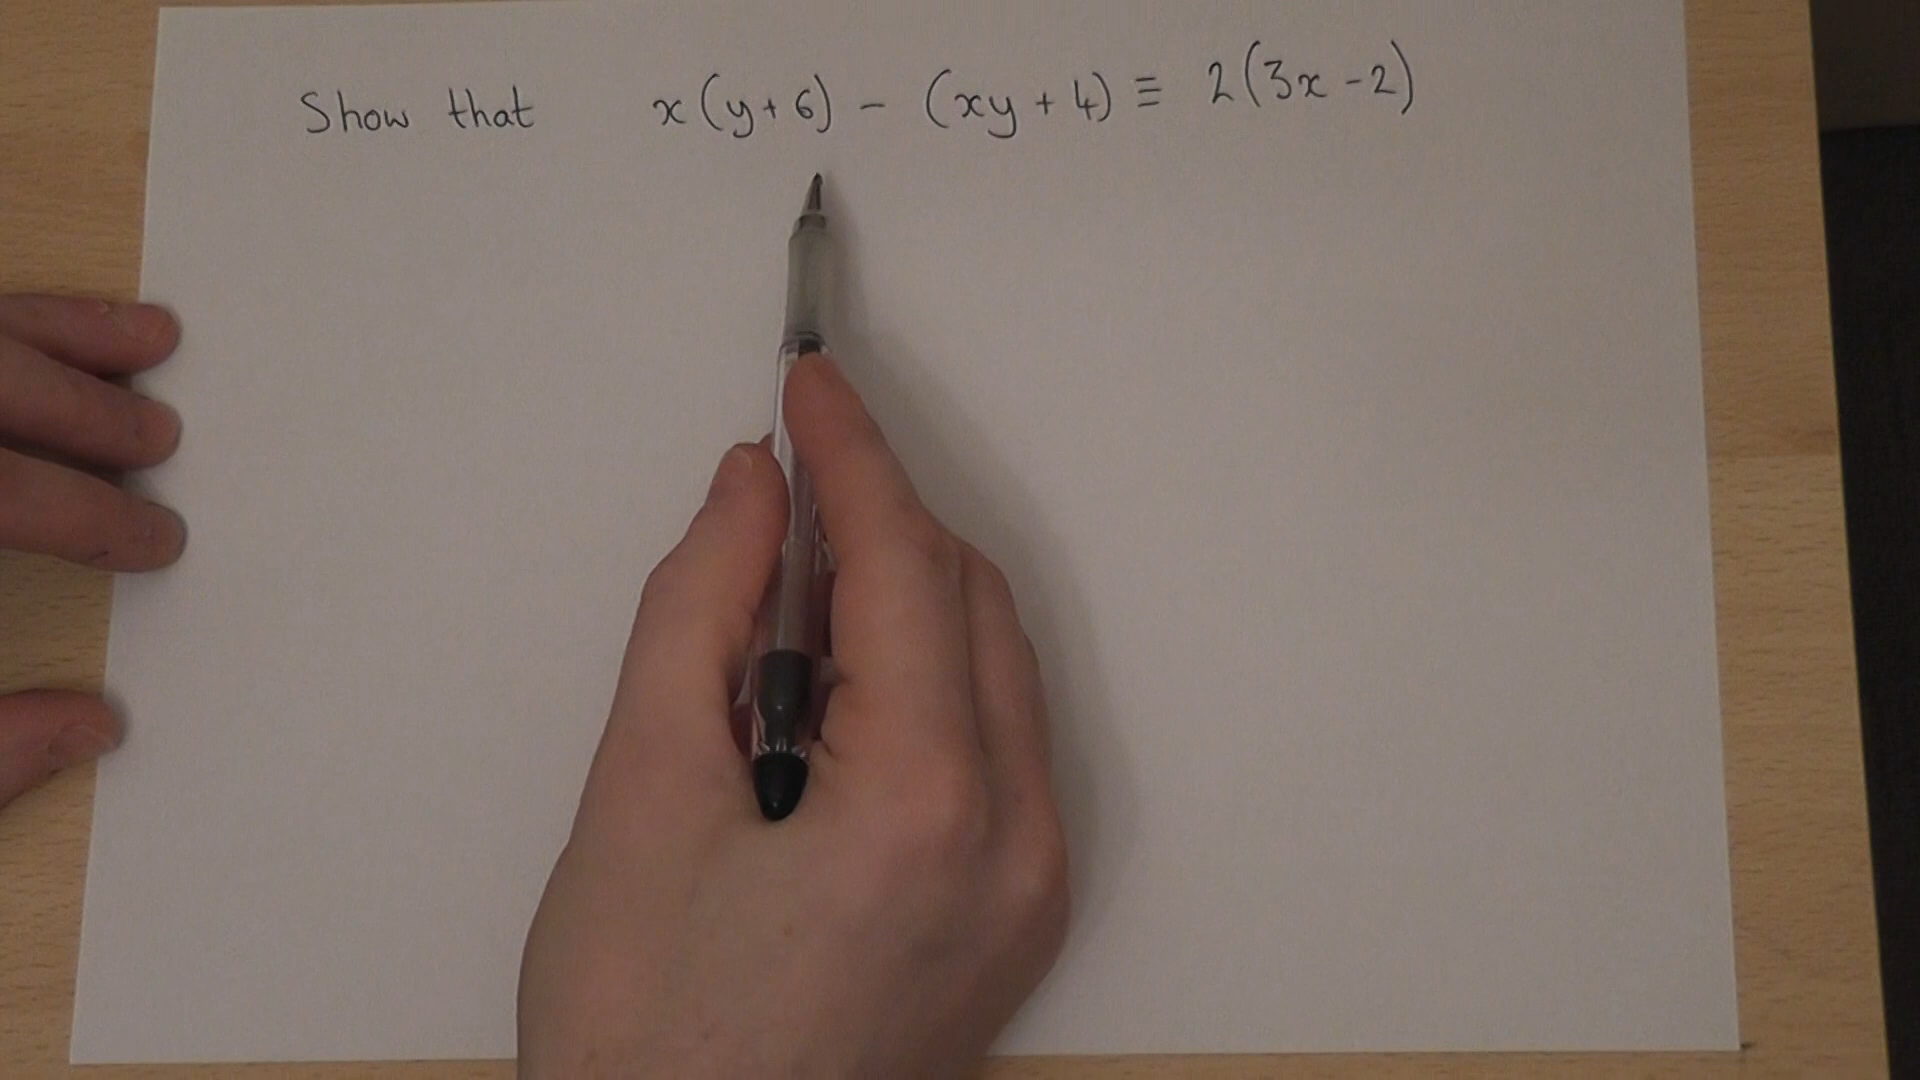 Show that x(y+6) - (xy+4) ≡ 2(3x-2)